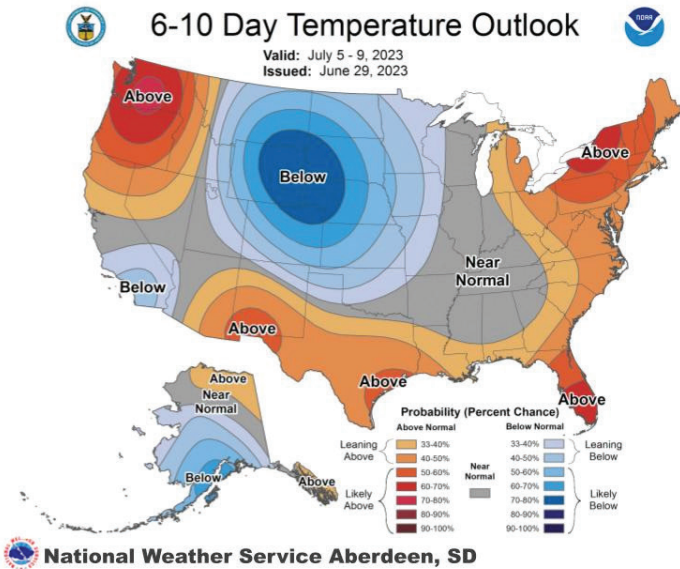 6-10 Day Temperature Outlook
NOAA
Valid: July 5 - 9, 2023
Issued: June 29, 2023
Above
Above
Below
Near
Normal
Below
Above
Above
Above
Above
Near
Normal
Below
Above
Probability (Percent Chance)
Above Normal
Below Normal
Leaning
Above
33-40%
40-50%
Likely
Above
50-60%
60-70%
70-80%
80-90%
90-100%
Near
Normal
33-40%
40-50%
Leaning
Below
50-60%
60-70%
70-80%
80-90%
90-100%
Likely
Below
National Weather Service Aberdeen, SD